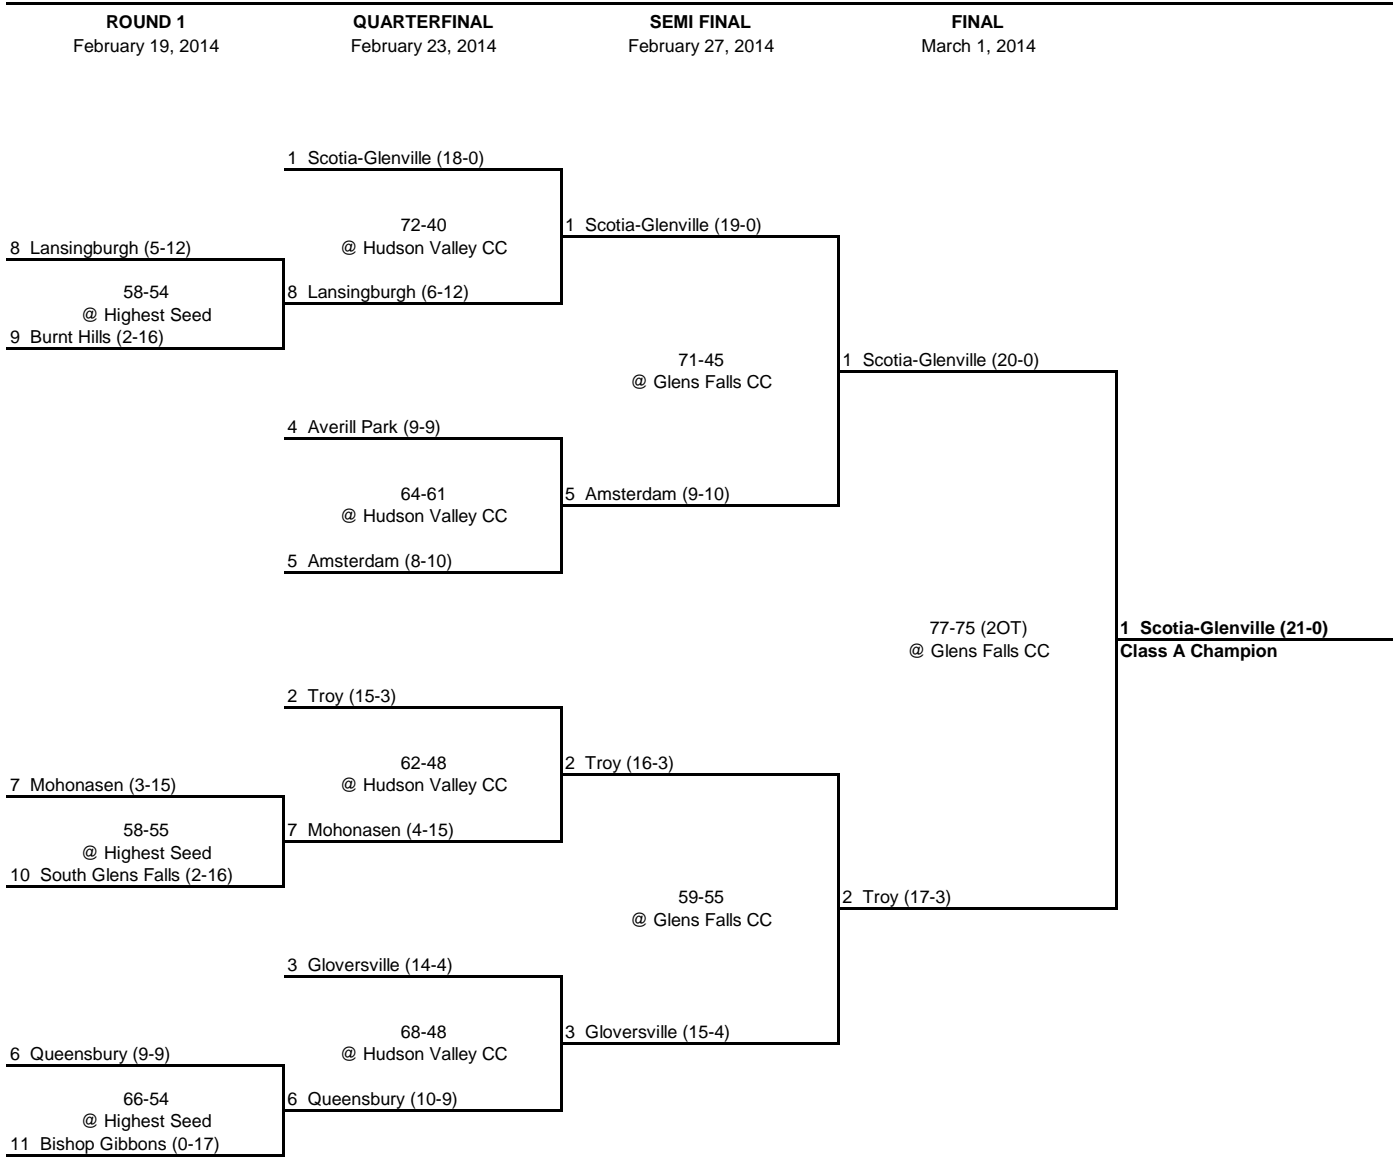 ROUND 1
February 19, 2014
QUARTERFINAL
February 23, 2014
SEMI FINAL
February 27, 2014
FINAL
March 1, 2014
1 Scotia-Glenville (18-0)
72-40
@ Hudson Valley CC
1 Scotia-Glenville (19-0)
8 Lansingburgh (5-12)
58-54
@ Highest Seed
8 Lansingburgh (6-12)
9 Burnt Hills (2-16)
71-45
@ Glens Falls CC
1 Scotia-Glenville (20-0)
4 Averill Park (9-9)
64-61
@ Hudson Valley CC
5 Amsterdam (9-10)
5 Amsterdam (8-10)
77-75 (2OT)
@ Glens Falls CC
1 Scotia-Glenville (21-0)
Class A Champion
2 Troy (15-3)
62-48
@ Hudson Valley CC
2 Troy (16-3)
7 Mohonasen (3-15)
58-55
@ Highest Seed
7 Mohonasen (4-15)
10 South Glens Falls (2-16)
59-55
@ Glens Falls CC
2 Troy (17-3)
3 Gloversville (14-4)
68-48
@ Hudson Valley CC
3 Gloversville (15-4)
6 Queensbury (9-9)
66-54
@ Highest Seed
6 Queensbury (10-9)
11 Bishop Gibbons (0-17)